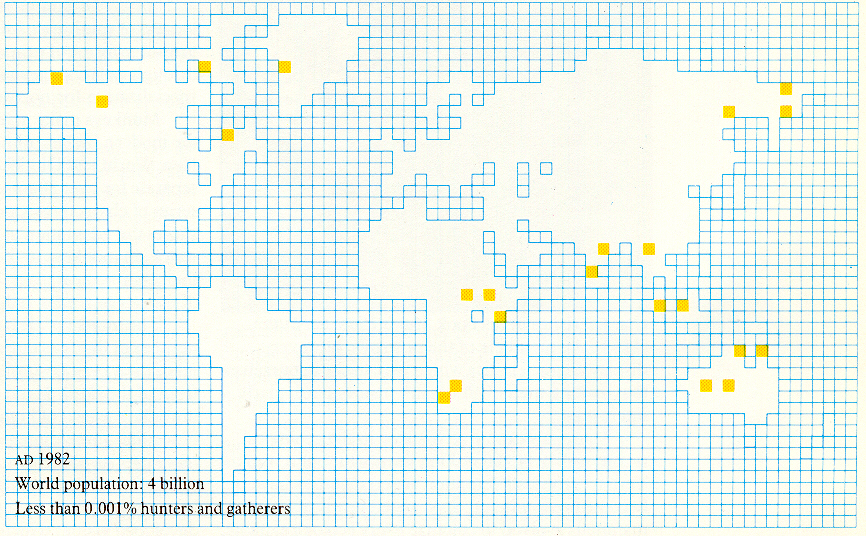 AD 1982
World population: 4 billion
Less than 0.001% hunters and gatherers